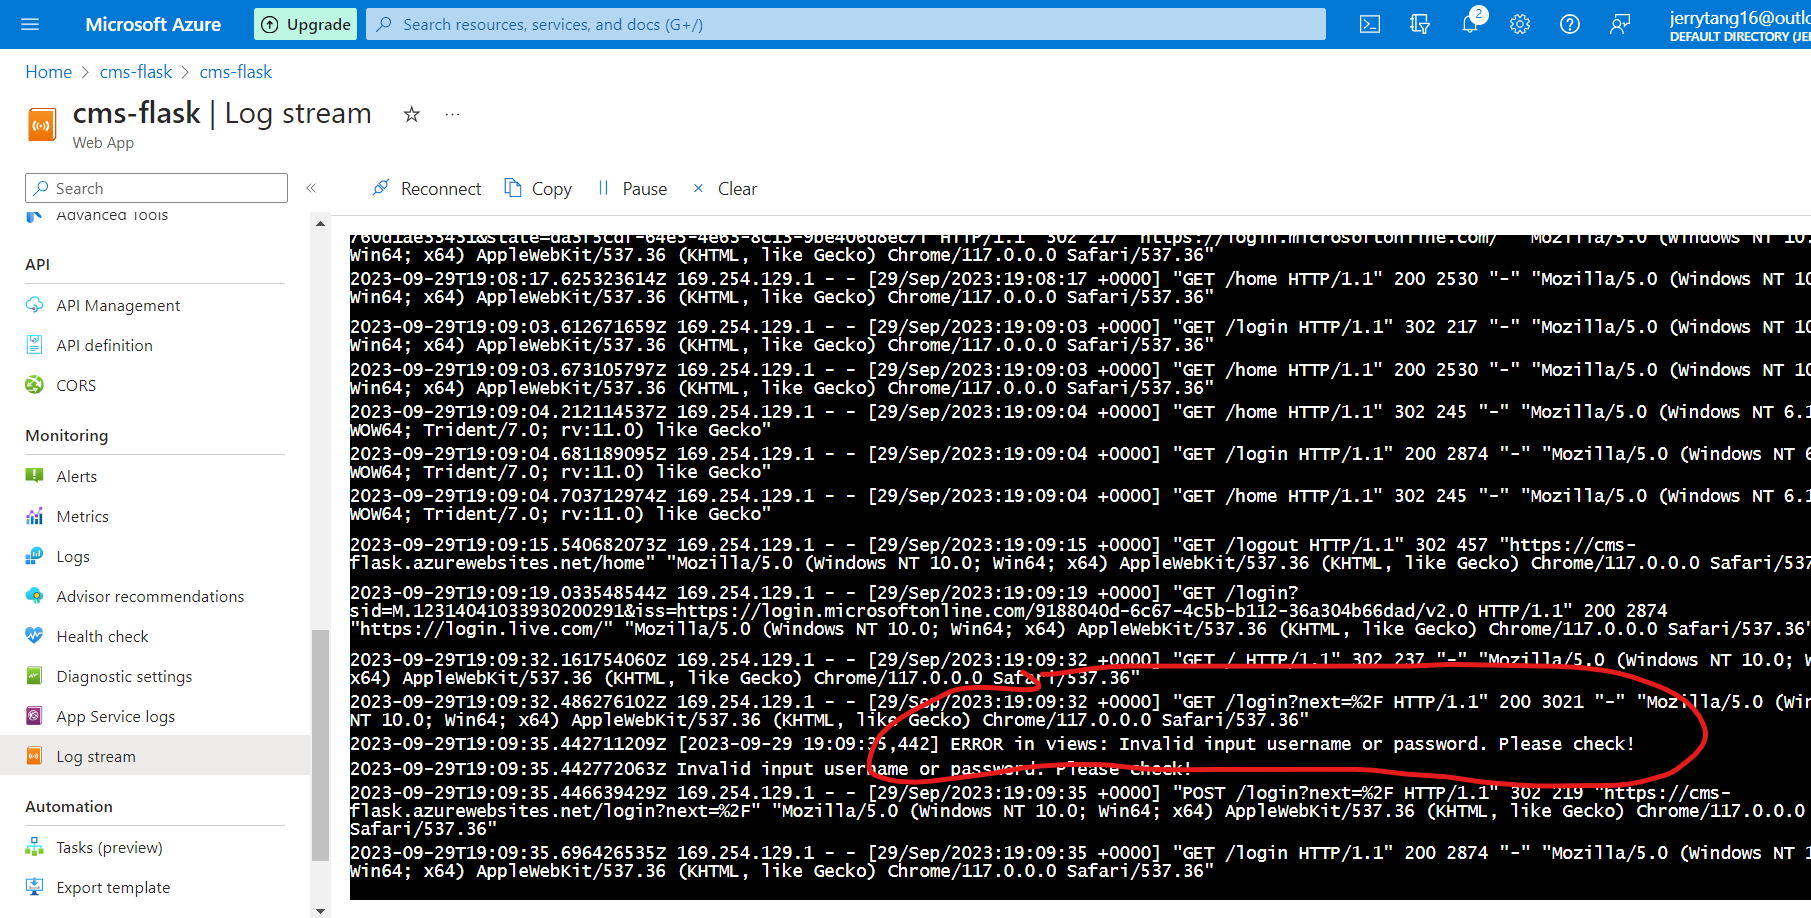 Microsoft Azure
Upgrade
Search resources, services, and docs (G+/)
2
jerrytang16@outlo
DEFAULT DIRECTORY (JER
Home > cms-flask > cms-flask
cms-flask | Log stream
Web App
Search
Reconnect
Copy
Pause
Clear
Advanced Tools
API
API Management
API definition
CORS
Monitoring
Alerts
Metrics
Logs
Advisor recommendations
Health check
Diagnostic settings
App Service logs
Log stream
Automation
Tasks (preview)
Export template
760d1ae35451&state=da3f5cdf-64e5-4e63-8c15-9be406d8ec7f HTTP/1.1" 302 217 "https://login.microsoftonline.com/" "Mozilla/5.0 (Windows NT 10.
Win64; x64) AppleWebKit/537.36 (KHTML, like Gecko) Chrome/117.0.0.0 Safari/537.36"
2023-09-29T19:08:17.625323614Z 169.254.129.1 - - [29/Sep/2023:19:08:17 +0000] "GET /home HTTP/1.1" 200 2530 "-" "Mozilla/5.0 (Windows NT 10
Win64; x64) AppleWebKit/537.36 (KHTML, like Gecko) Chrome/117.0.0.0 Safari/537.36"
2023-09-29T19:09:03.612671659Z 169.254.129.1 - - [29/Sep/2023:19:09:03 +0000] "GET /login HTTP/1.1" 302 217 "-" "Mozilla/5.0 (Windows NT 10
Win64; x64) AppleWebKit/537.36 (KHTML, like Gecko) Chrome/117.0.0.0 Safari/537.36"
2023-09-29T19:09:03.673105797Z 169.254.129.1 - - [29/Sep/2023:19:09:03 +0000] "GET /home HTTP/1.1" 200 2530 "-" "Mozilla/5.0 (Windows NT 10
Win64; x64) AppleWebKit/537.36 (KHTML, like Gecko) Chrome/117.0.0.0 Safari/537.36"
2023-09-29T19:09:04.212114537Z 169.254.129.1 - - [29/Sep/2023:19:09:04 +0000] "GET /home HTTP/1.1" 302 245 "-" "Mozilla/5.0 (Windows NT 6.1
WOW64; Trident/7.0; rv:11.0) like Gecko"
2023-09-29T19:09:04.681189095Z 169.254.129.1 - - [29/Sep/2023:19:09:04 +0000] "GET /login HTTP/1.1" 200 2874 "-" "Mozilla/5.0 (Windows NT 6
WOW64; Trident/7.0; rv:11.0) like Gecko"
2023-09-29T19:09:04.703712974Z 169.254.129.1 - - [29/Sep/2023:19:09:04 +0000] "GET /home HTTP/1.1" 302 245 "-" "Mozilla/5.0 (Windows NT 6.1
WOW64; Trident/7.0; rv:11.0) like Gecko"
2023-09-29T19:09:15.540682073Z 169.254.129.1 - - [29/Sep/2023:19:09:15 +0000] "GET /logout HTTP/1.1" 302 457 "https://cms-
flask.azurewebsites.net/home" "Mozilla/5.0 (Windows NT 10.0; Win64; x64) AppleWebKit/537.36 (KHTML, like Gecko) Chrome/117.0.0.0 Safari/537
2023-09-29T19:09:19.033548544Z 169.254.129.1 - - [29/Sep/2023:19:09:19 +0000] "GET /login?
sid=M.12314041033930200291&iss=https://login.microsoftonline.com/9188040d-6c67-4c5b-b112-36a304b66dad/v2.0 HTTP/1.1" 200 2874
"https://login.live.com/" "Mozilla/5.0 (Windows NT 10.0; Win64; x64) AppleWebKit/537.36 (KHTML, like Gecko) Chrome/117.0.0.0 Safari/537.36"
2023-09-29T19:09:32.161754060Z 169.254.129.1 - - [29/Sep/2023:19:09:32 +0000] "GET / HTTP/1.1" 302 237 "-" "Mozilla/5.0 (Windows NT 10.0; W
x64) AppleWebKit/537.36 (KHTML, like Gecko) Chrome/117.0.0.0 Safari/537.36"
2023-09-29T19:09:32.486276102Z 169.254.129.1 - - [29/Sep/2023:19:09:32 +0000] "GET /login?next=%2F HTTP/1.1" 200 3021 "-" "Mozilla/5.0 (Win
NT 10.0; Win64; x64) AppleWebKit/537.36 (KHTML, like Gecko) Chrome/117.0.0.0 Safari/537.36"
2023-09-29T19:09:35.442711209Z [2023-09-29 19:09:35,442] ERROR in views: Invalid input username or password. Please check!
2023-09-29T19:09:35.442772063Z Invalid input username or password. Please check!
2023-09-29T19:09:35.446639429Z 169.254.129.1 - - [29/Sep/2023:19:09:35 +0000] "POST /login?next=%2F HTTP/1.1" 302 219 "https://cms-
flask.azurewebsites.net/login?next=%2F" "Mozilla/5.0 (Windows NT 10.0; Win64; x64) AppleWebKit/537.36 (KHTML, like Gecko) Chrome/117.0.0.0
Safari/537.36"
2023-09-29T19:09:35.696426535Z 169.254.129.1 - - [29/Sep/2023:19:09:35 +0000] "GET /login HTTP/1.1" 200 2874 "-" "Mozilla/5.0 (Windows NT 1
Win64; x64) AppleWebKit/537.36 (KHTML, like Gecko) Chrome/117.0.0.0 Safari/537.36"